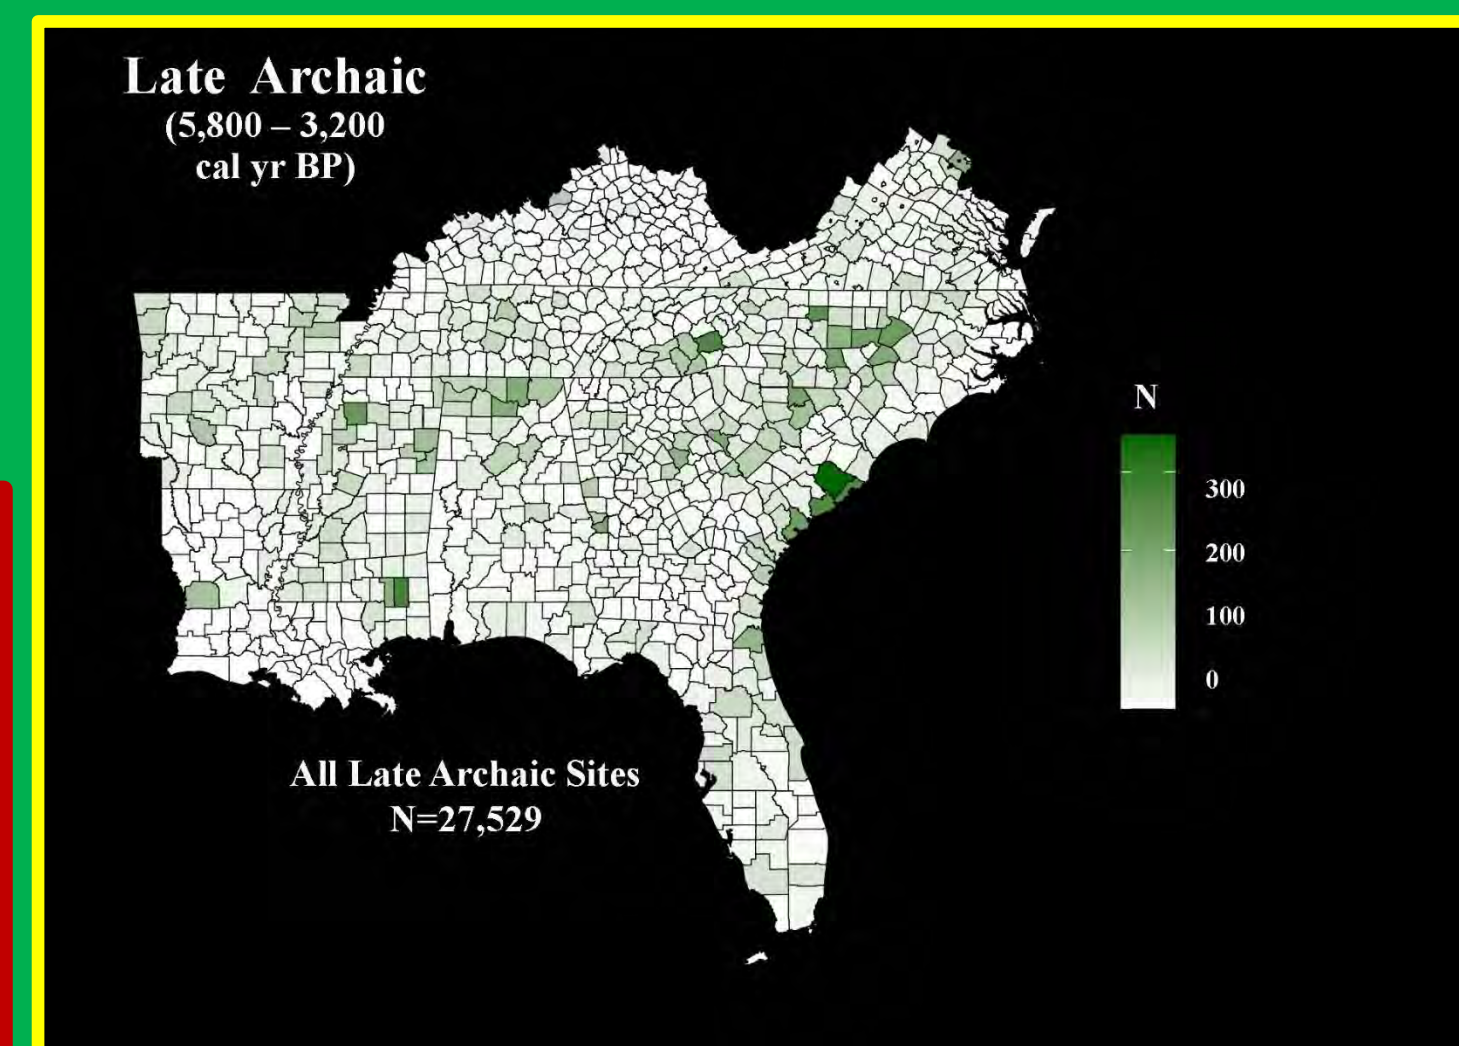 Late Archaic
(5,800 – 3,200
cal yr BP)
N
300
200
100
0
All Late Archaic Sites
N=27,529